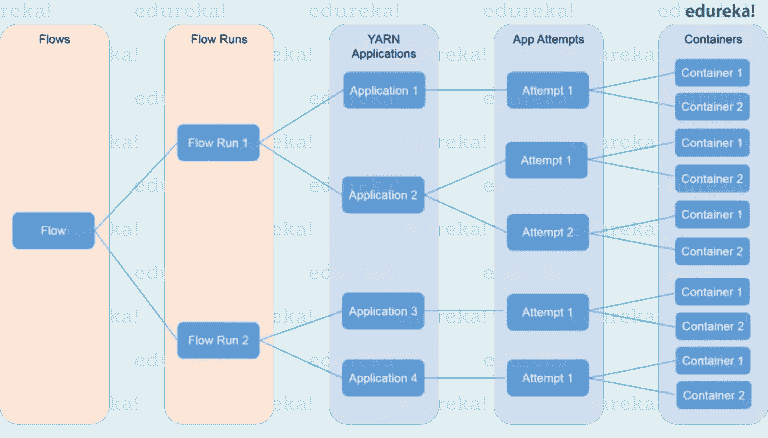 edureka!
Flows
Flow Runs
YARN
Applications
App Attempts
Containers
Flow
Flow Run 1
Flow Run 2
Application 1
Application 2
Application 3
Application 4
Attempt 1
Attempt 1
Attempt 2
Attempt 1
Attempt 1
Container 1
Container 2
Container 1
Container 2
Container 1
Container 2
Container 1
Container 2
Container 1
Container 2